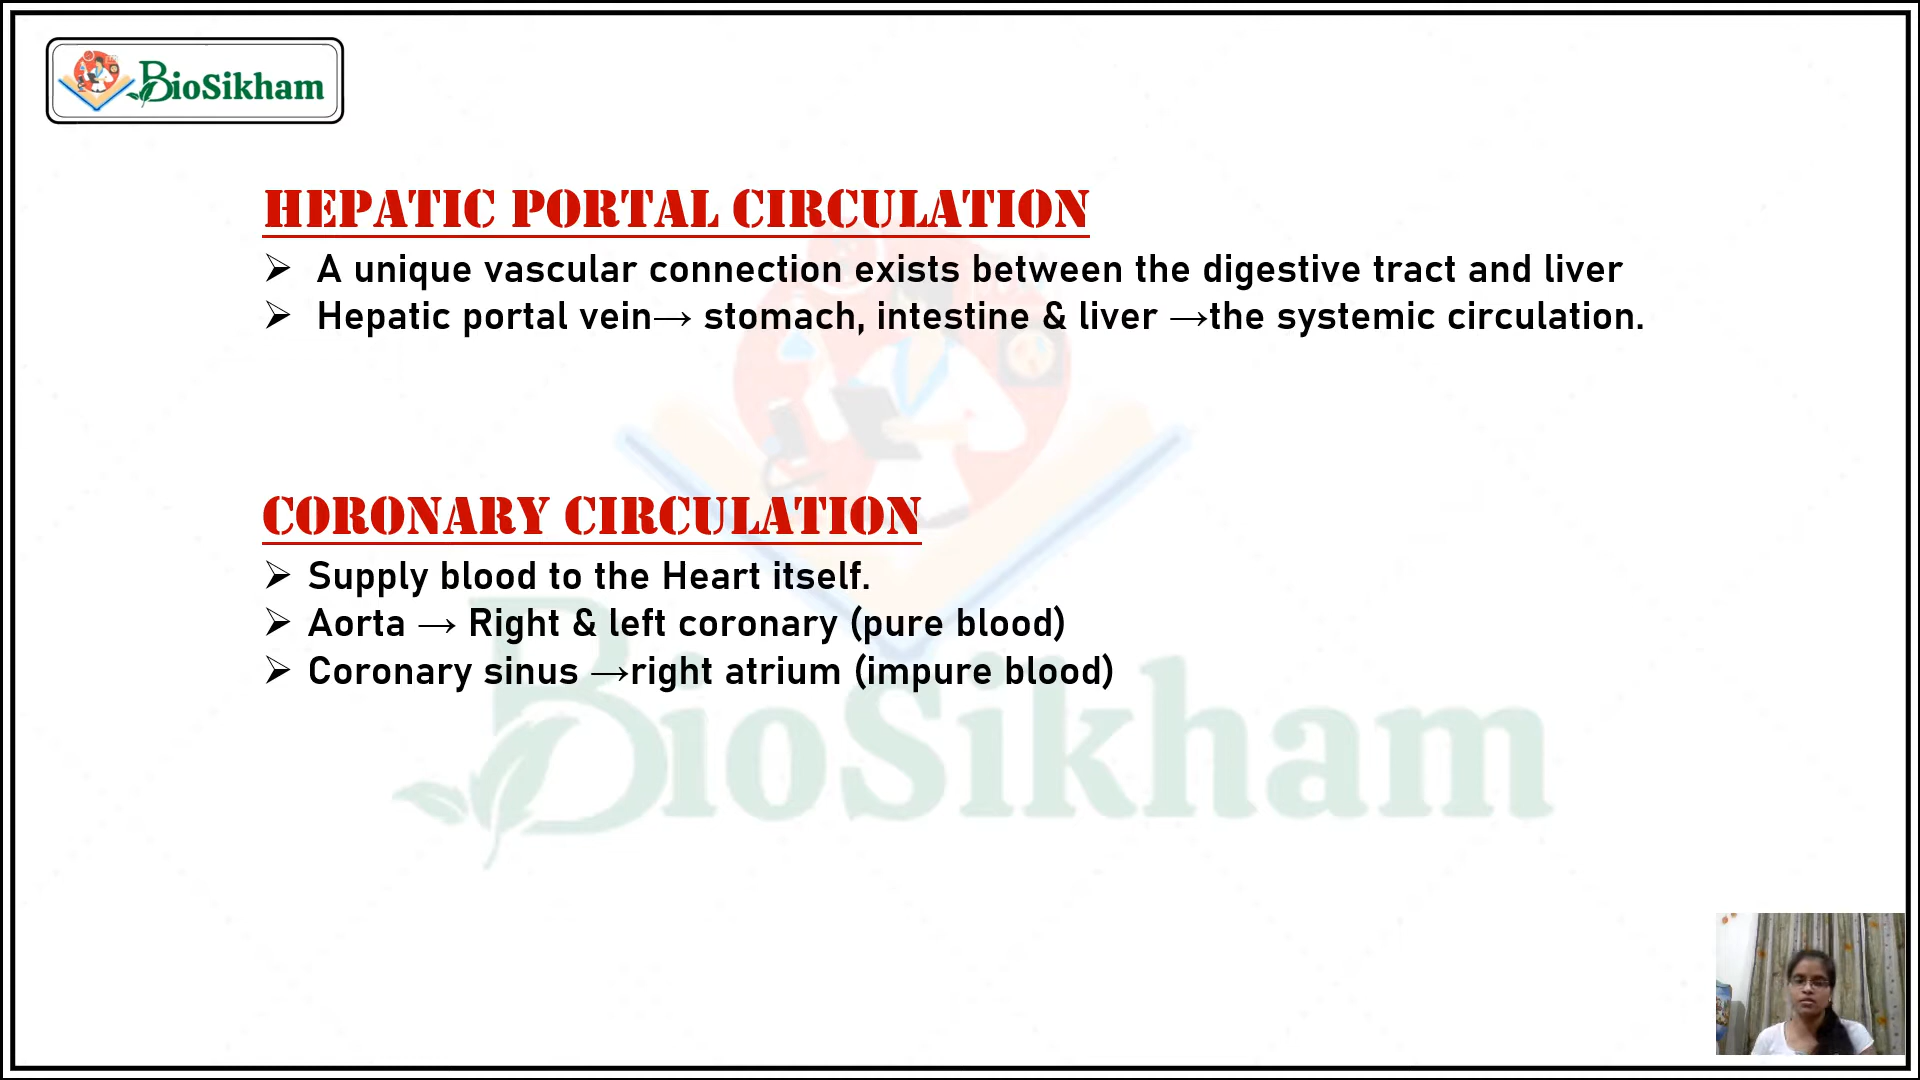 BioSikham
HEPATIC PORTAL CIRCULATION
➢ A unique vascular connection exists between the digestive tract and liver
➢ Hepatic portal vein→ stomach, intestine & liver →the systemic circulation.
CORONARY CIRCULATION
➢ Supply blood to the Heart itself.
➢ Aorta → Right & left coronary (pure blood)
➢ Coronary sinus →right atrium (impure blood)
BioSikham